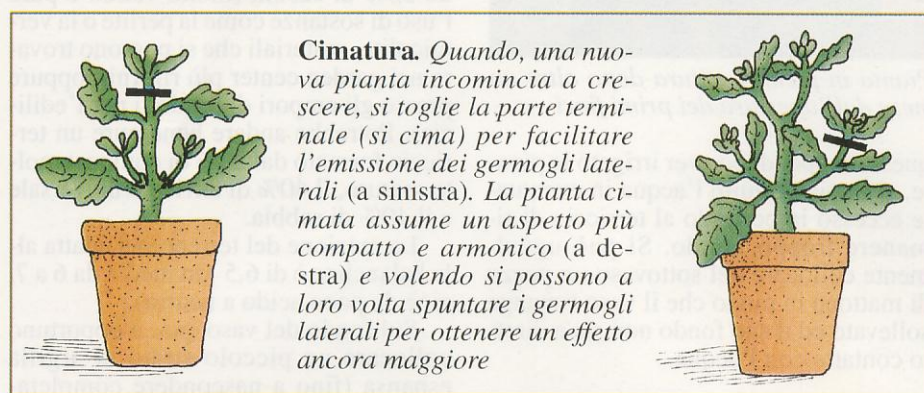 Cimatura. Quando, una nuo-
va pianta incomincia a cre-
scere, si toglie la parte termi-
nale (si cima) per facilitare
l'emissione dei germogli late-
rali (a sinistra). La pianta ci-
mata assume un aspetto più
compatto e armonico (a de-
stra) e volendo si possono a
loro volta spuntare i germogli
laterali per ottenere un effetto
ancora maggiore